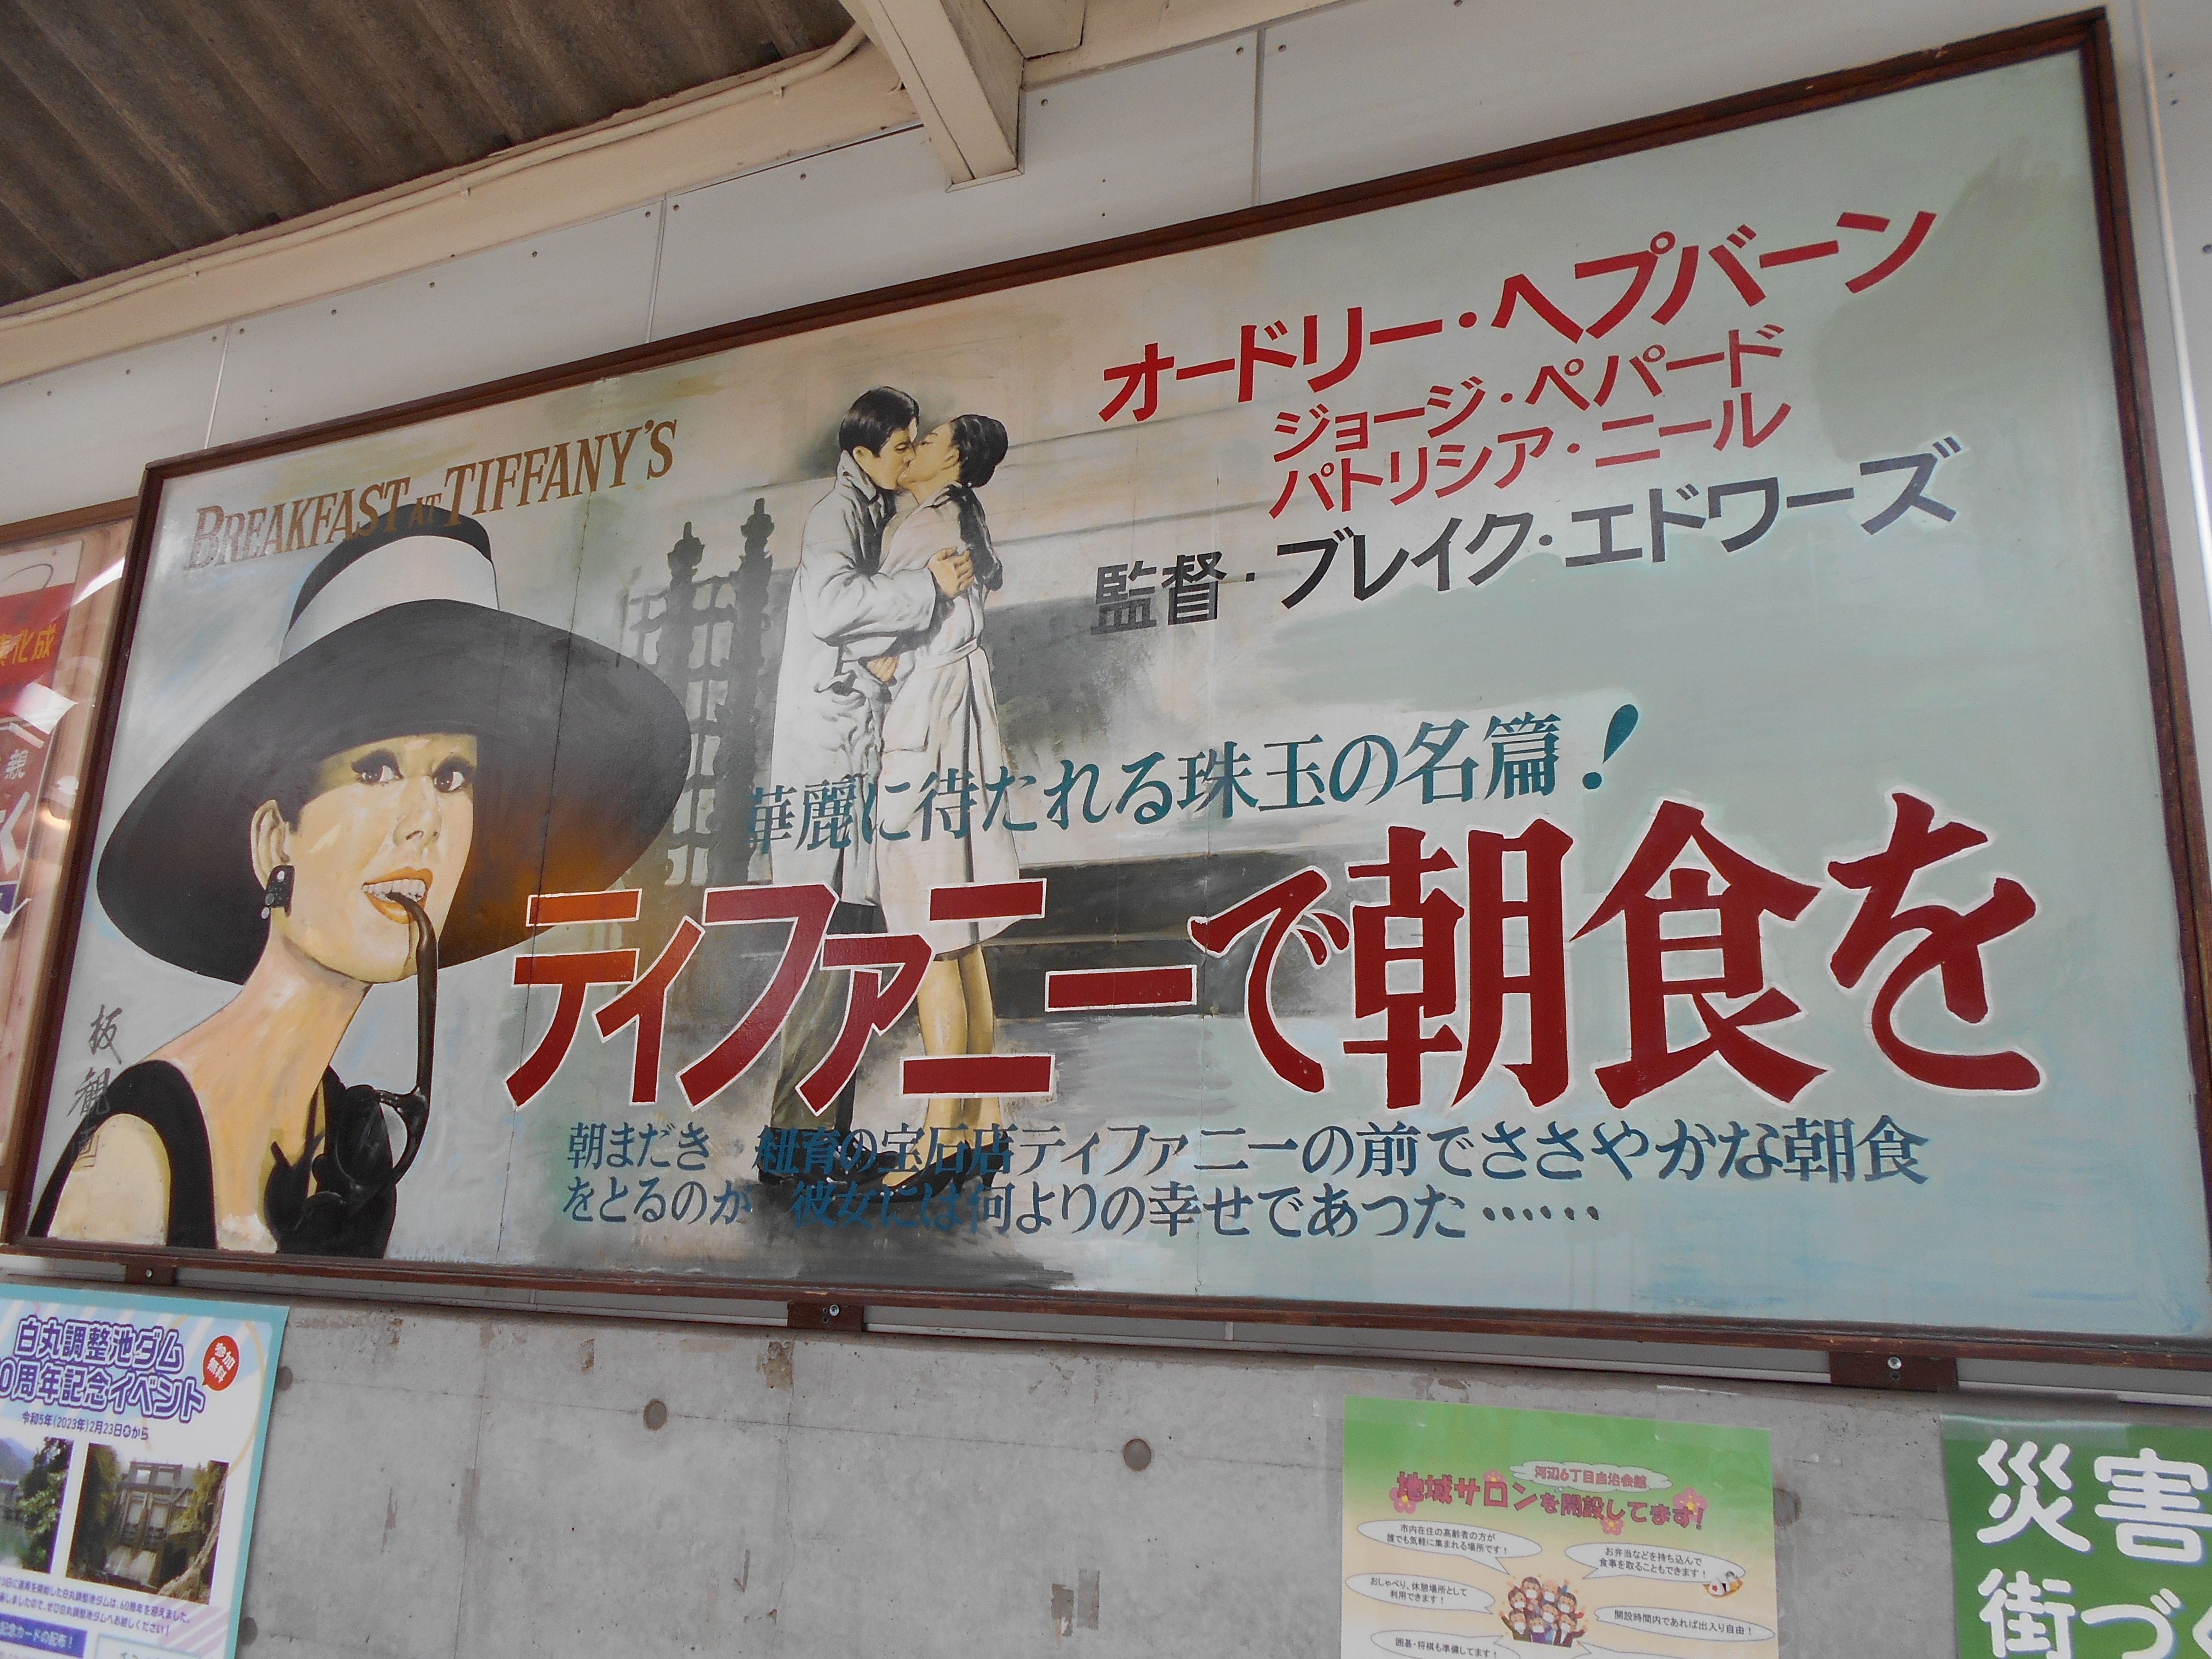 BREAKFAST AT TIFFANY'S
オードリー・ヘプバーン
ジョージ・ペパード
パトリシア・ニール
監督・ブレイク・エドワーズ
華麗に待たれる珠玉の名篇!
ティファニーで朝食を
朝まだき 紐育の宝石店ティファニーの前でささやかな朝食
をとるのが 彼女には何よりの幸せであつた……
板観
化成
親
く
白丸調整池ダム
0周年記念イベント
参加
無料
令和5年(2023年)2月23日から
記念カードの配布!
河辺6丁目自治会館
地域サロンを開設してます!
市内在住の高齢者の方が
誰でも気軽に集まれる場所です!
お弁当などを持ち込んで
食事を取ることもできます!
おしゃべり、休憩場所として
利用できます!
開設時間内であれば出入り自由!
囲碁・将棋も準備してます!
災害
街づく